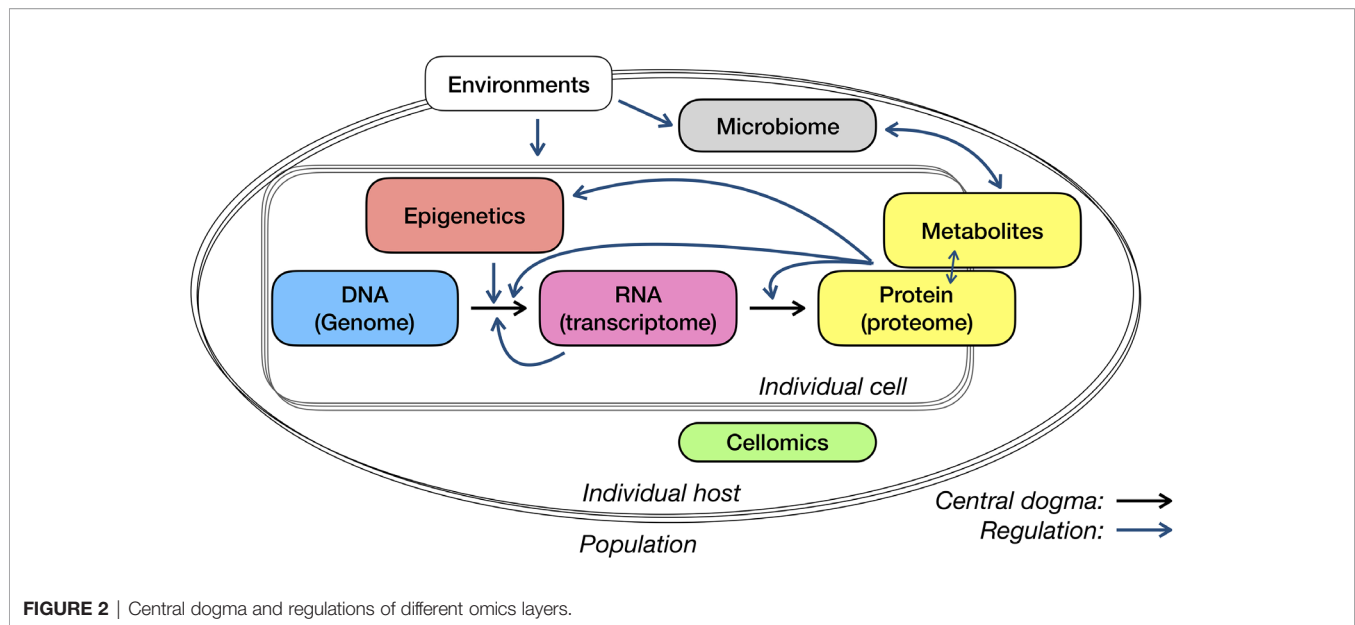 Environments
Microbiome
Epigenetics
Metabolites
DNA
(Genome)
RNA
(transcriptome)
Protein
(proteome)
Individual cell
Cellomics
Individual host
Population
Central dogma:
Regulation:
FIGURE 2 | Central dogma and regulations of different omics layers.